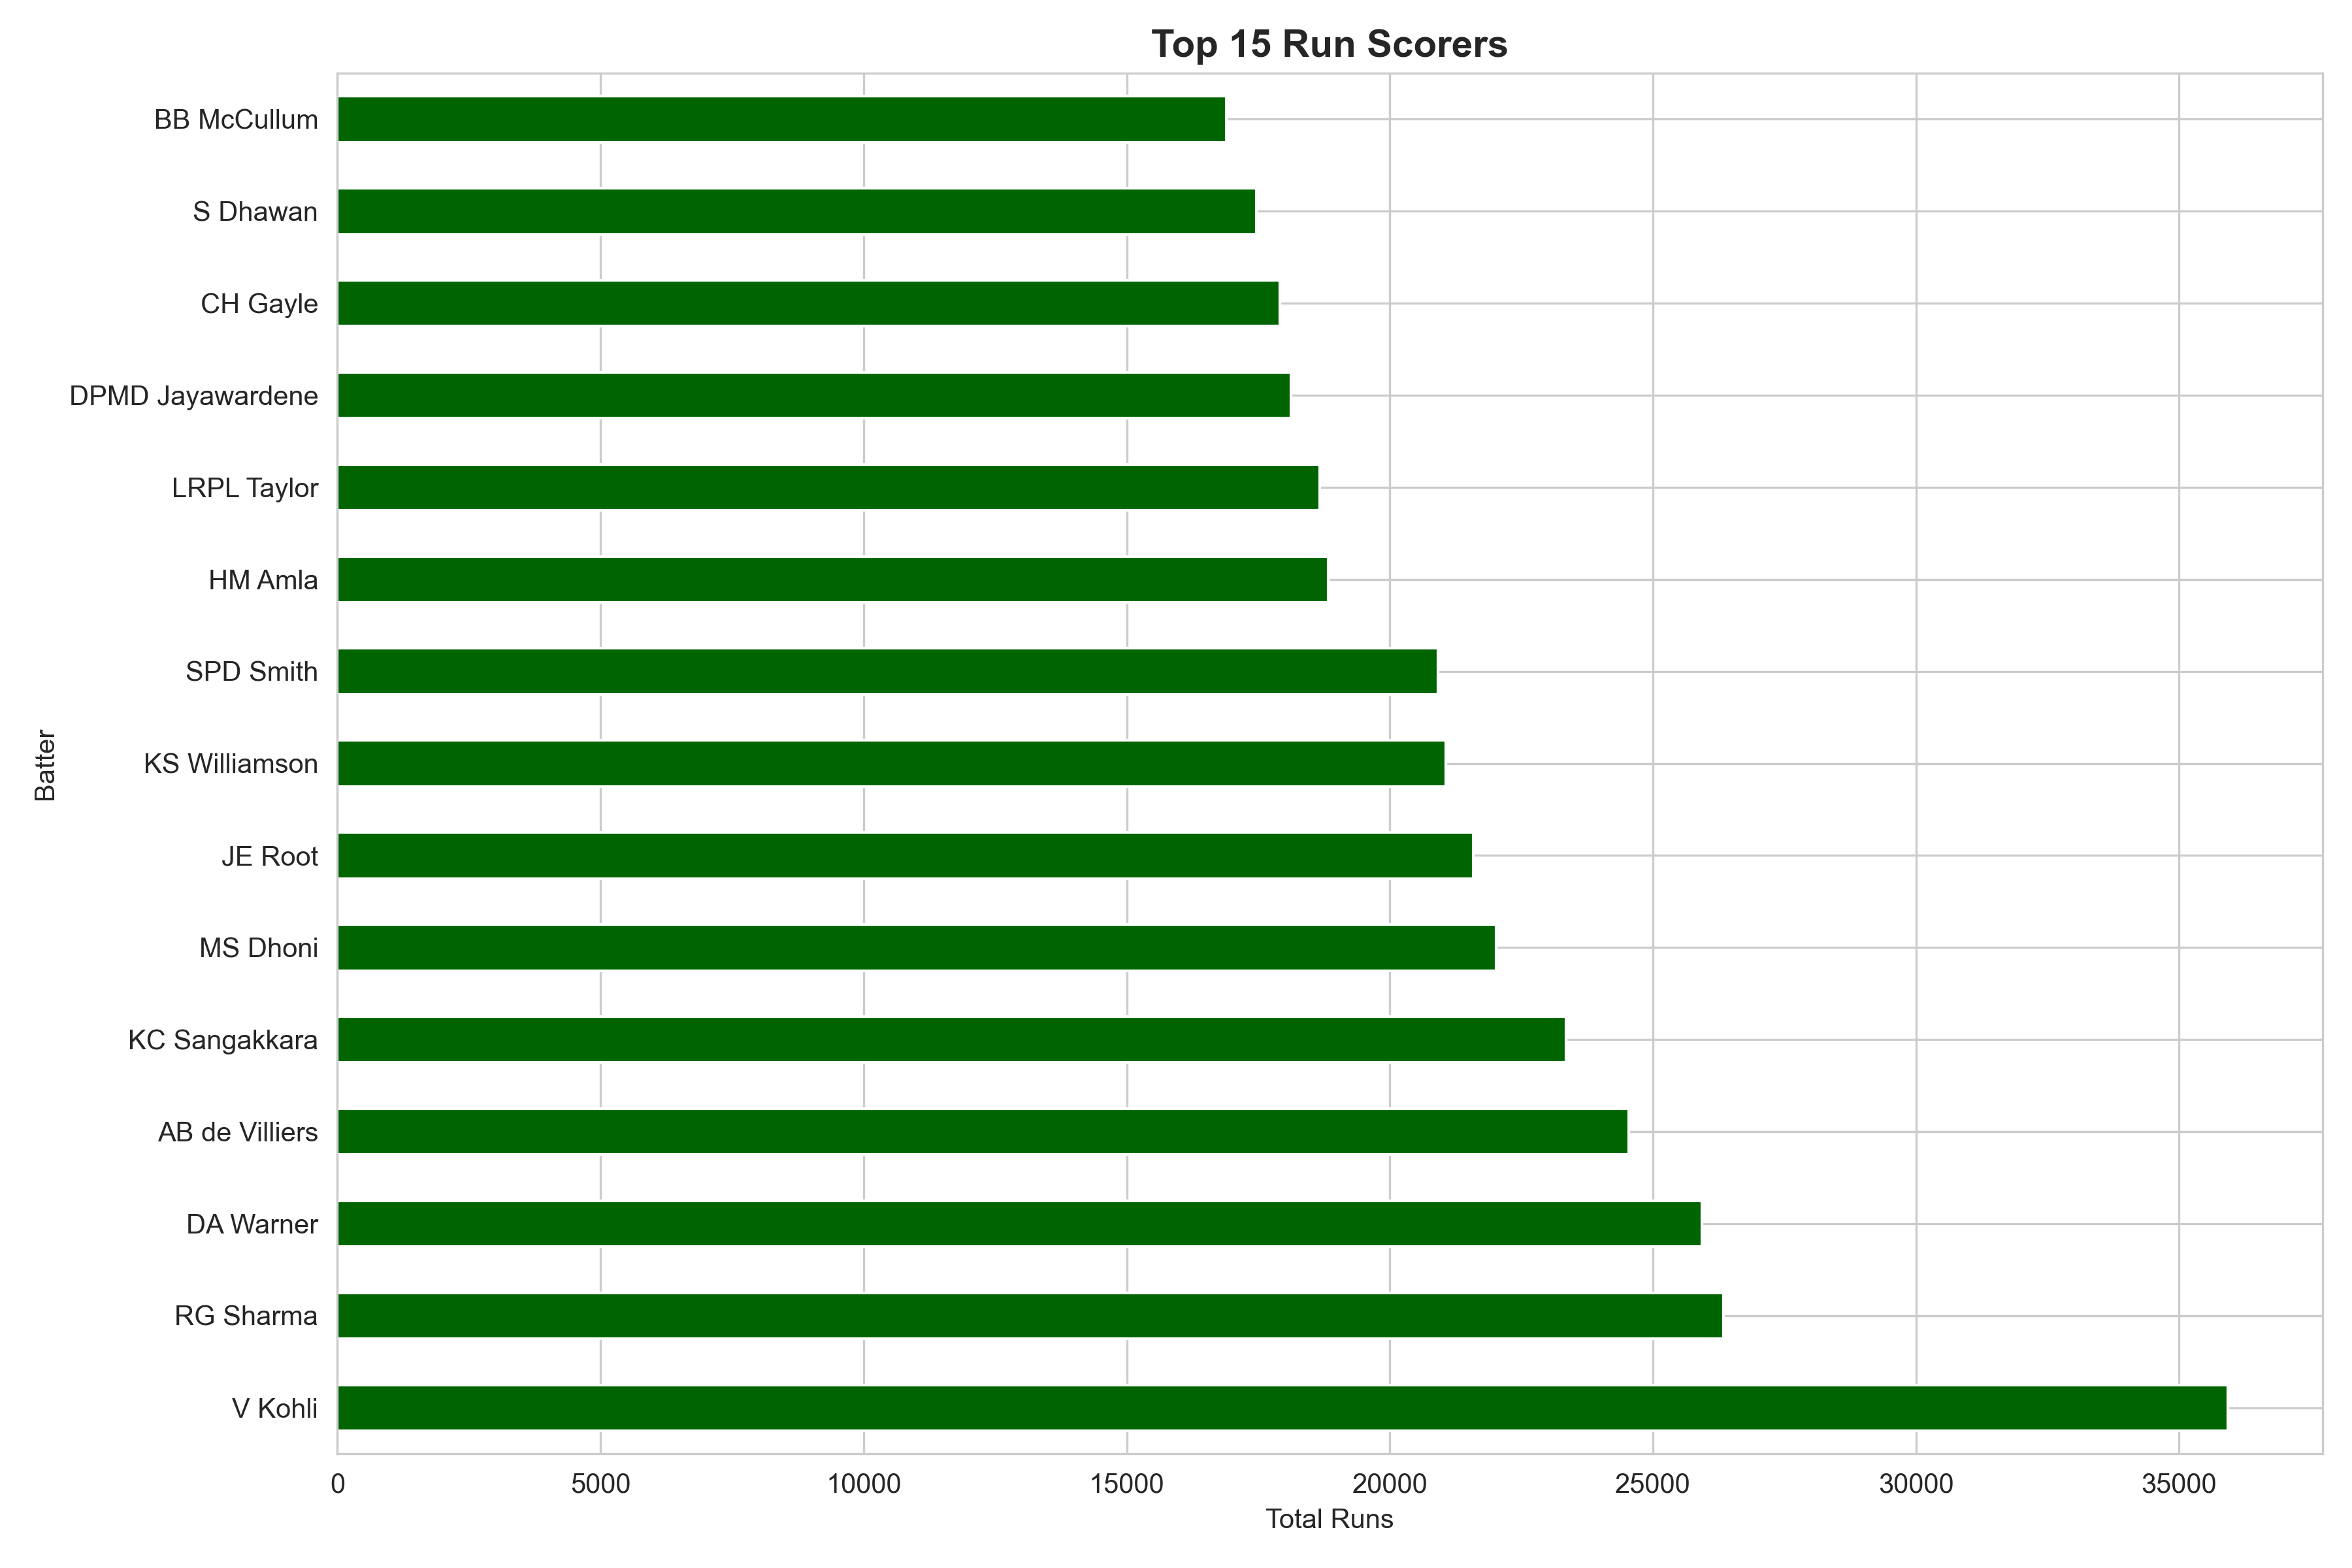 Top 15 Run Scorers
BB McCullum
S Dhawan
CH Gayle
DPMD Jayawardene
LRPL Taylor
HM Amla
SPD Smith
KS Williamson
JE Root
MS Dhoni
KC Sangakkara
AB de Villiers
DA Warner
RG Sharma
V Kohli
Batter
0 5000 10000 15000 20000 25000 30000 35000
Total Runs